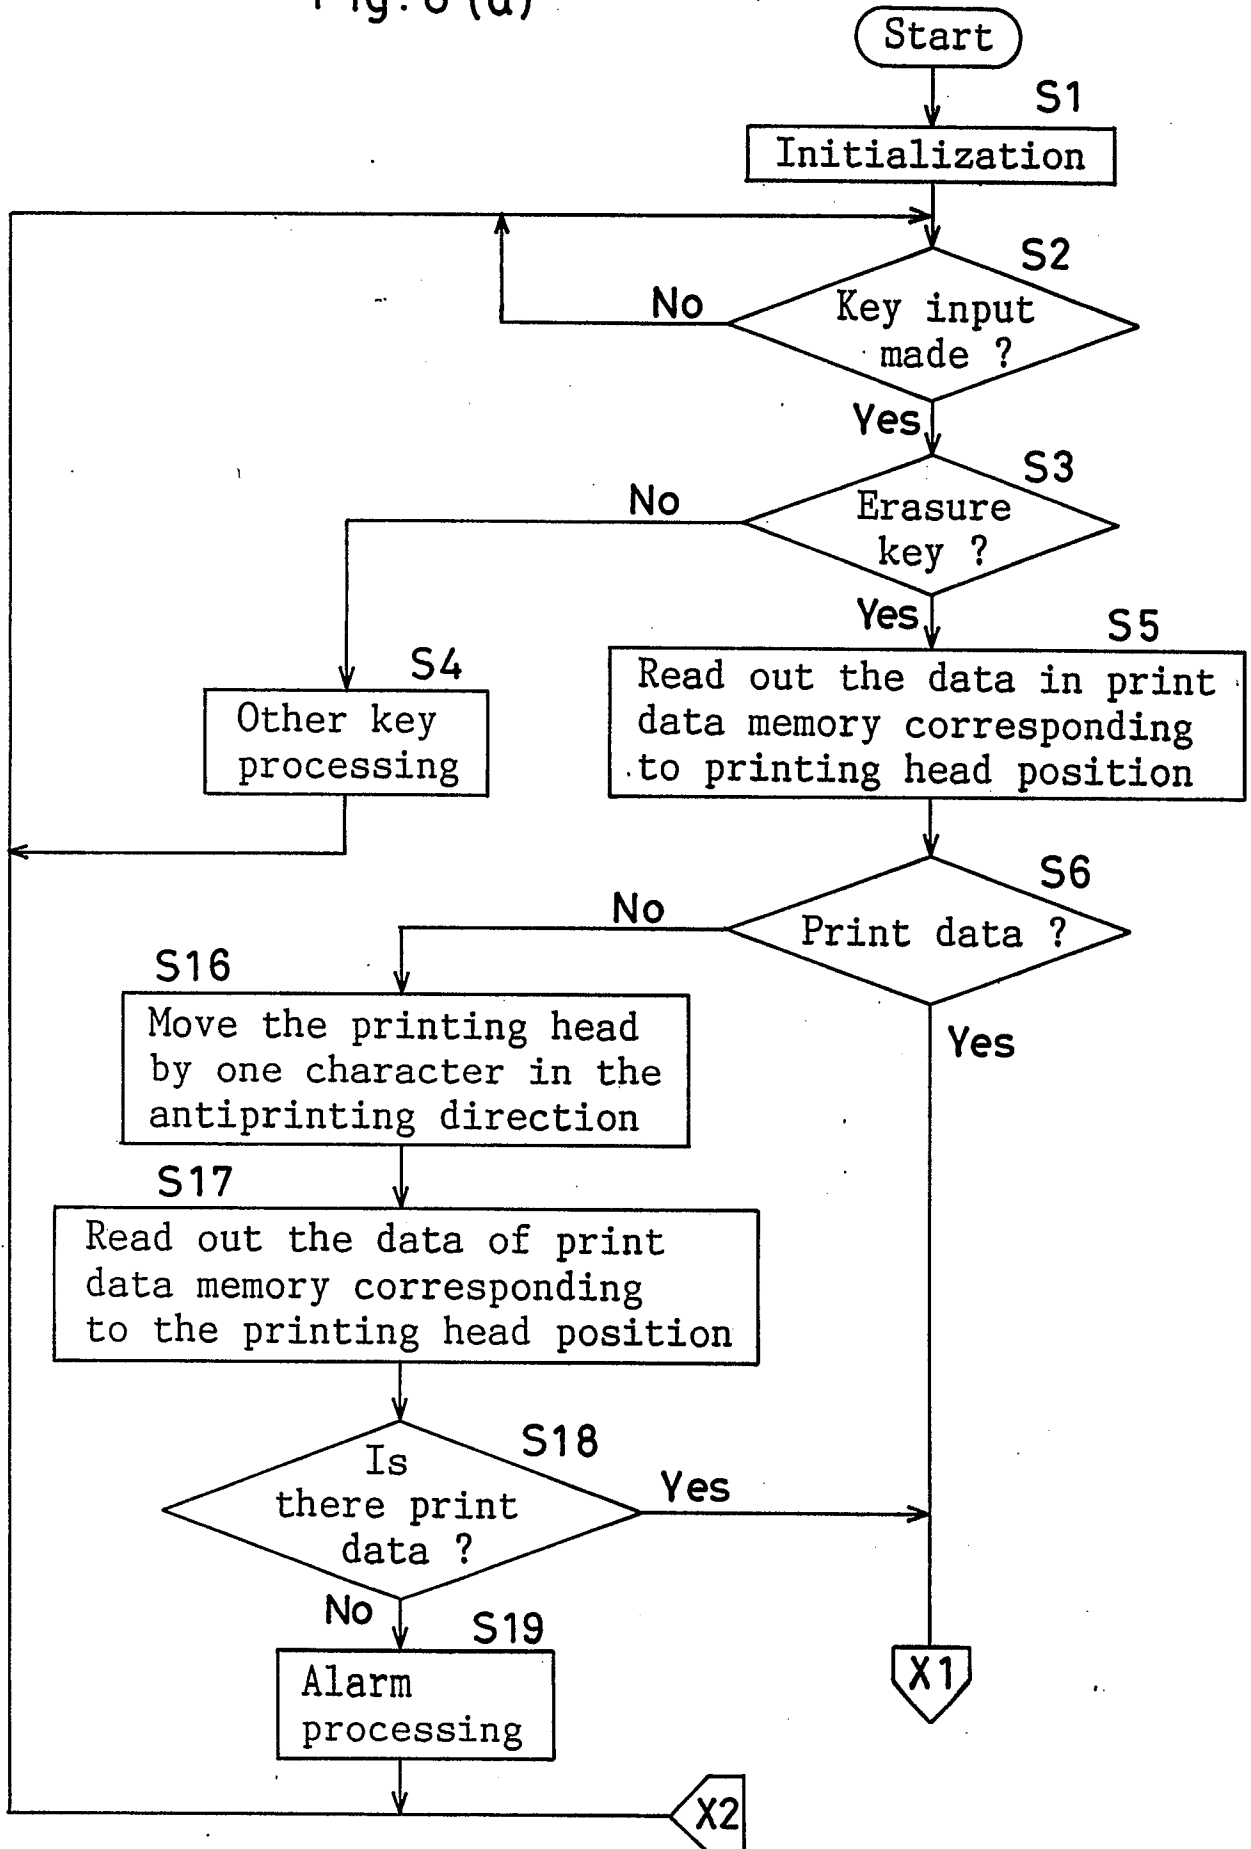 Start
S1
Initialization
S2
Key input
made ?
No
Yes
S3
Erasure
key ?
No
Yes
S4
Other key
processing
S5
Read out the data in print
data memory corresponding
to printing head position
S6
Print data ?
No
Yes
S16
Move the printing head
by one character in the
antiprinting direction
S17
Read out the data of print
data memory corresponding
to the printing head position
S18
Is
there print
data ?
Yes
No
S19
Alarm
processing
X1
X2